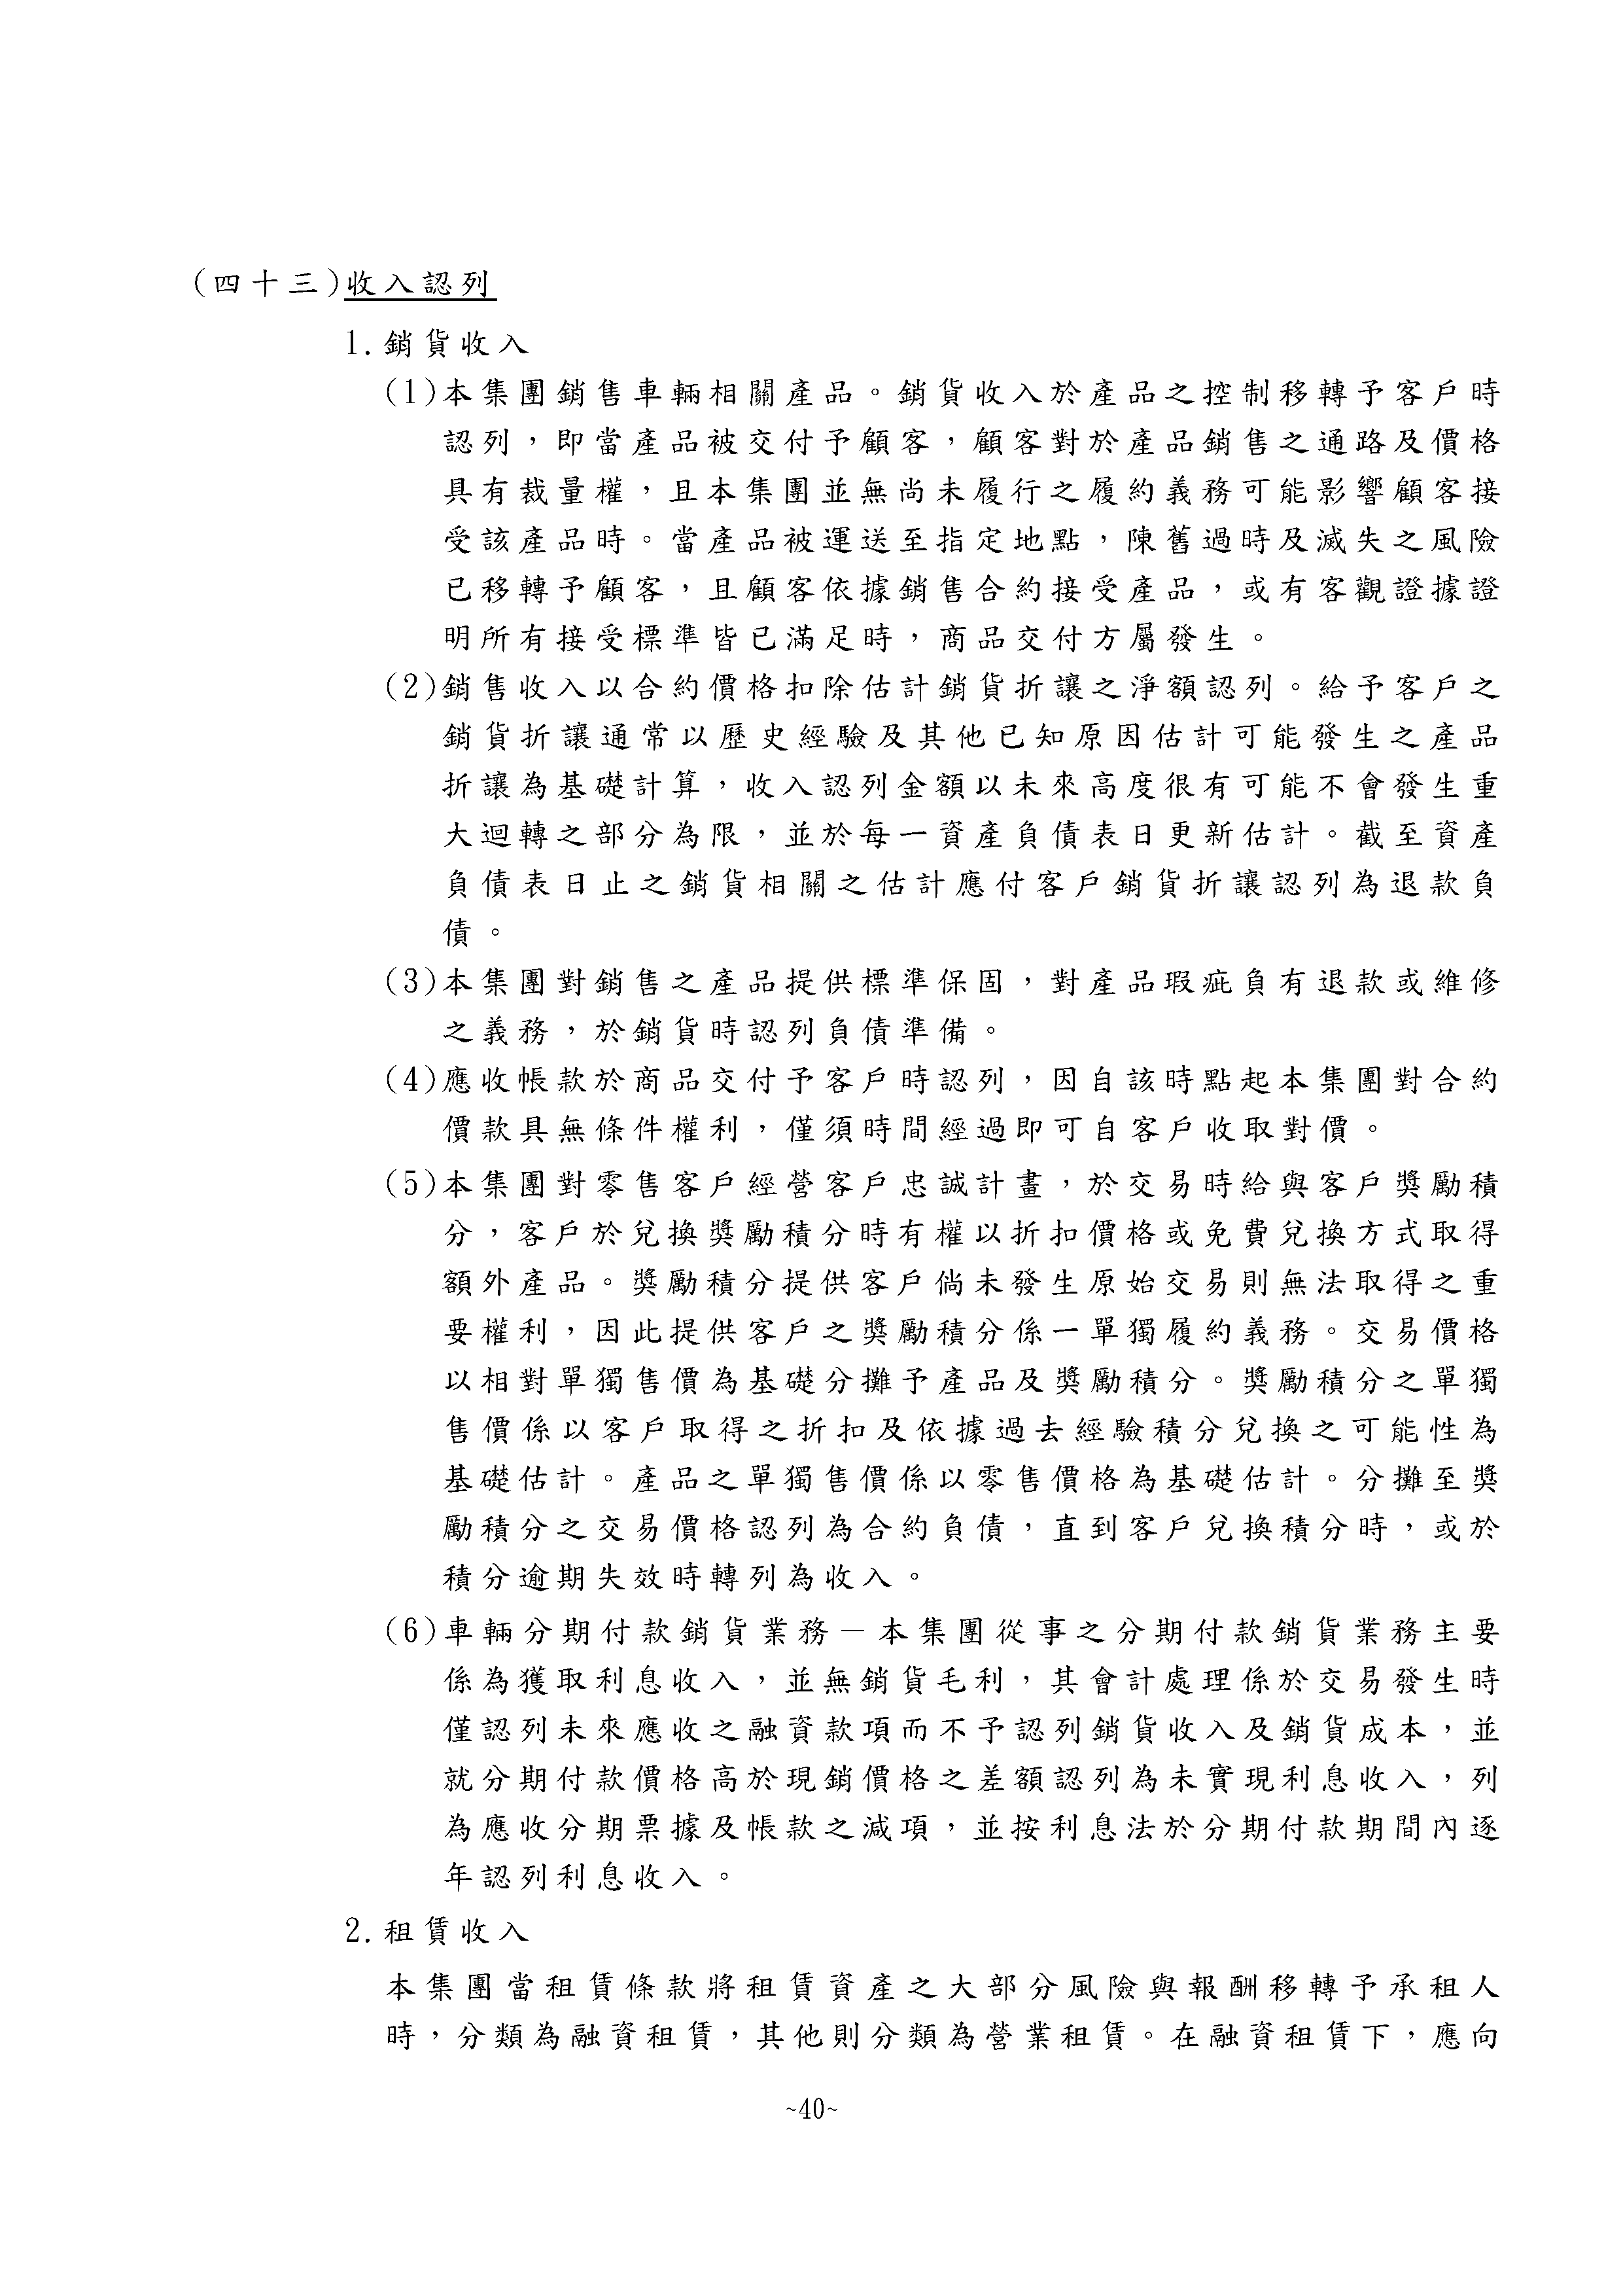 (四十三)收入認列
1.銷貨收入
(1)本集團銷售車輛相關產品。銷貨收入於產品之控制移轉予客戶時
認列，即當產品被交付予顧客，顧客對於產品銷售之通路及價格
具有裁量權，且本集團並無尚未履行之履約義務可能影響顧客接
受該產品時。當產品被運送至指定地點，陳舊過時及滅失之風險
已移轉予顧客，且顧客依據銷售合約接受產品，或有客觀證據證
明所有接受標準皆已滿足時，商品交付方屬發生。
(2)銷售收入以合約價格扣除估計銷貨折讓之淨額認列。給予客戶之
銷貨折讓通常以歷史經驗及其他已知原因估計可能發生之產品
折讓為基礎計算，收入認列金額以未來高度很有可能不會發生重
大迴轉之部分為限，並於每一資產負債表日更新估計。截至資產
負債表日止之銷貨相關之估計應付客戶銷貨折讓認列為退款負
債。
(3)本集團對銷售之產品提供標準保固，對產品瑕疵負有退款或維修
之義務，於銷貨時認列負債準備。
(4)應收帳款於商品交付予客戶時認列，因自該時點起本集團對合約
價款具無條件權利，僅須時間經過即可自客戶收取對價。
(5)本集團對零售客戶經營客戶忠誠計畫，於交易時給與客戶獎勵積
分，客戶於兌換獎勵積分時有權以折扣價格或免費兌換方式取得
額外產品。獎勵積分提供客戶倘未發生原始交易則無法取得之重
要權利，因此提供客戶之獎勵積分係一單獨履約義務。交易價格
以相對單獨售價為基礎分攤予產品及獎勵積分。獎勵積分之單獨
售價係以客戶取得之折扣及依據過去經驗積分兌換之可能性為
基礎估計。產品之單獨售價係以零售價格為基礎估計。分攤至獎
勵積分之交易價格認列為合約負債，直到客戶兌換積分時，或於
積分逾期失效時轉列為收入。
(6)車輛分期付款銷貨業務－本集團從事之分期付款銷貨業務主要
係為獲取利息收入，並無銷貨毛利，其會計處理係於交易發生時
僅認列未來應收之融資款項而不予認列銷貨收入及銷貨成本，並
就分期付款價格高於現銷價格之差額認列為未實現利息收入，列
為應收分期票據及帳款之減項，並按利息法於分期付款期間內逐
年認列利息收入。
2.租賃收入
本集團當租賃條款將租賃資產之大部分風險與報酬移轉予承租人
時，分類為融資租賃，其他則分類為營業租賃。在融資租賃下，應向
~40~